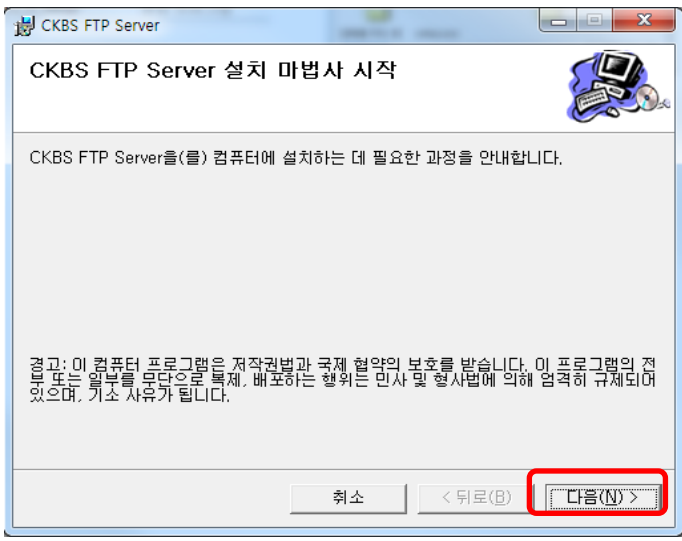 CKBS FTP Server
CKBS FTP Server 설치 마법사 시작
CKBS FTP Server을(를) 컴퓨터에 설치하는 데 필요한 과정을 안내합니다.
경고: 이 컴퓨터 프로그램은 저작권법과 국제 협약의 보호를 받습니다. 이 프로그램의 전
부 또는 일부를 무단으로 복제, 배포하는 행위는 민사 및 형사법에 의해 엄격히 규제되어
있으며, 기소 사유가 됩니다.
취소
< 뒤로(B)
다음(N) >